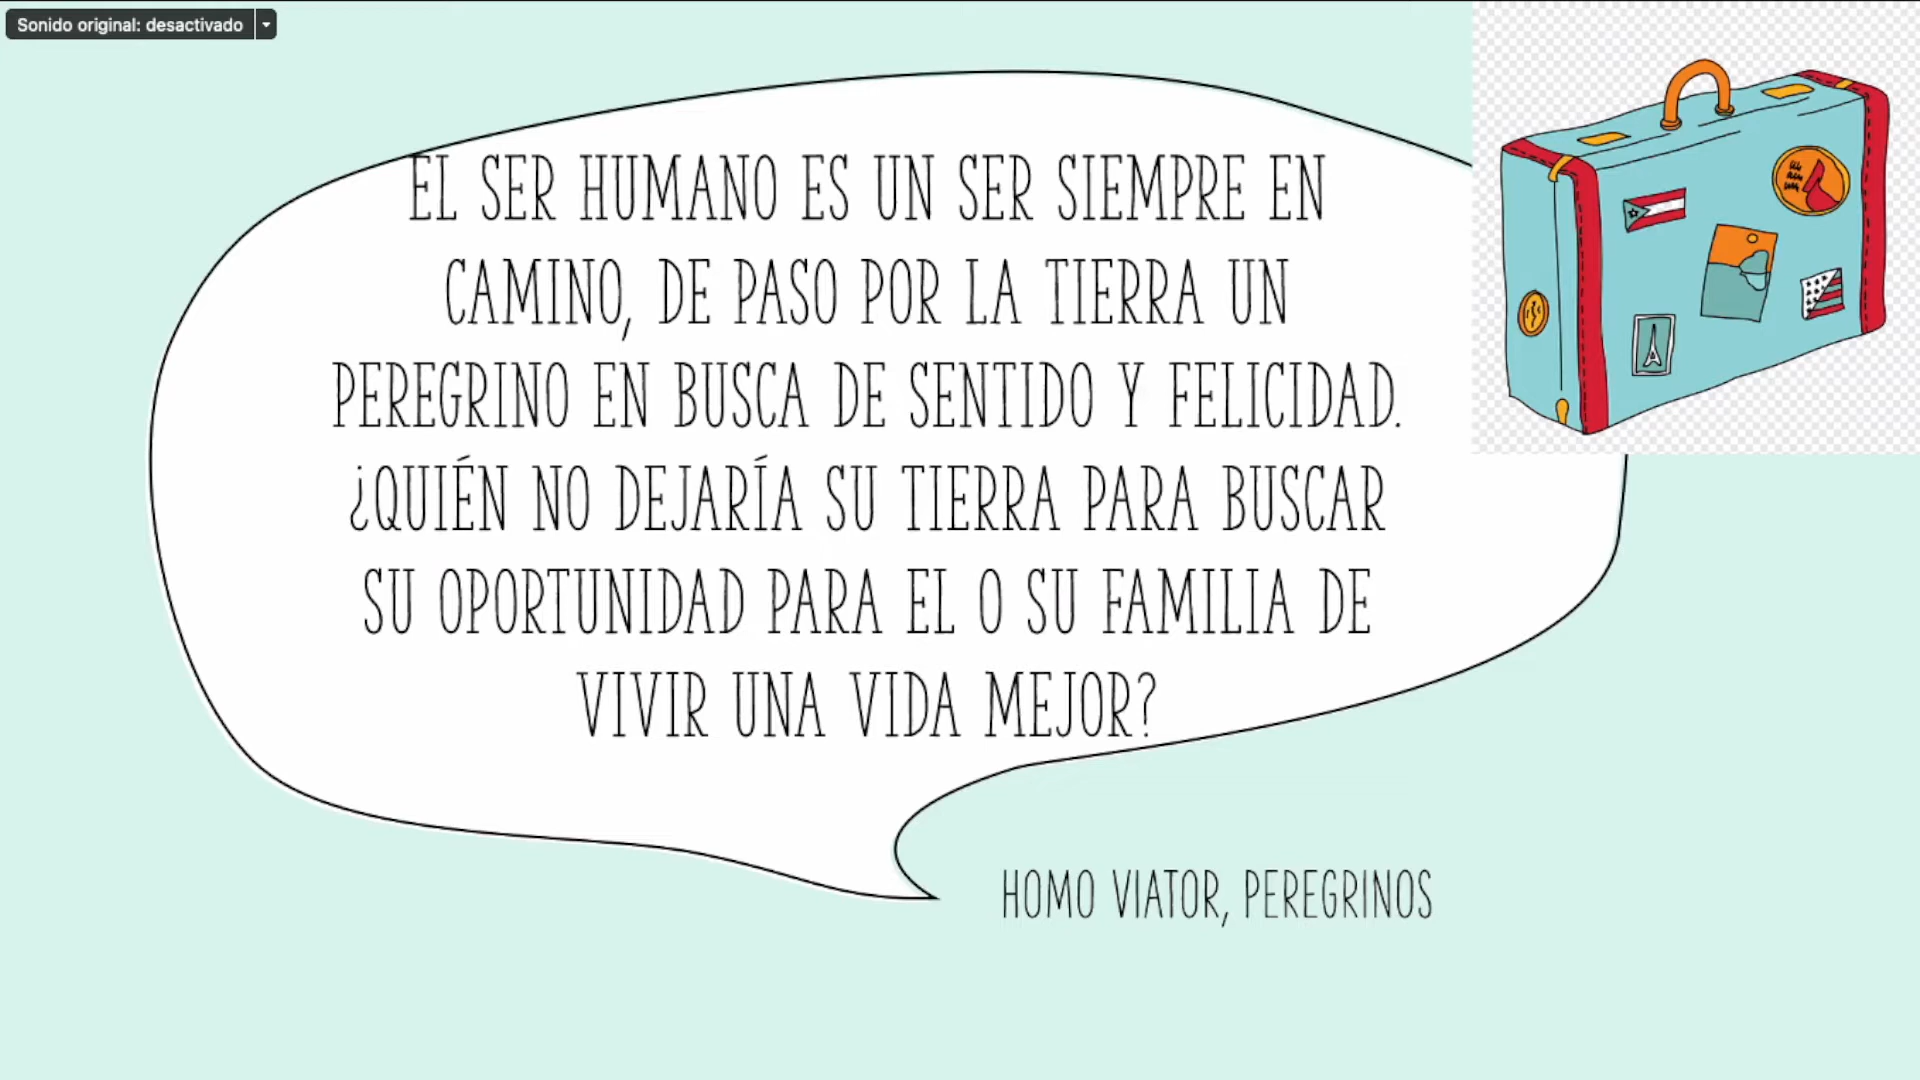 Sonido original: desactivado
EL SER HUMANO ES UN SER SIEMPRE EN
CAMINO, DE PASO POR LA TIERRA UN
PEREGRINO EN BUSCA DE SENTIDO Y FELICIDAD.
¿QUIÉN NO DEJARÍA SU TIERRA PARA BUSCAR
SU OPORTUNIDAD PARA EL O SU FAMILIA DE
VIVIR UNA VIDA MEJOR?
HOMO VIATOR, PEREGRINOS